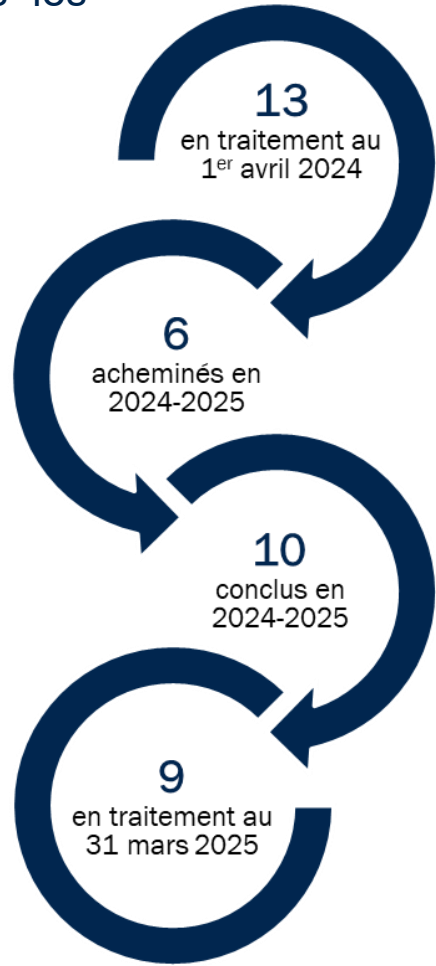 13
en traitement au
1er avril 2024
6
acheminés en
2024-2025
10
conclus en
2024-2025
9
en traitement au
31 mars 2025